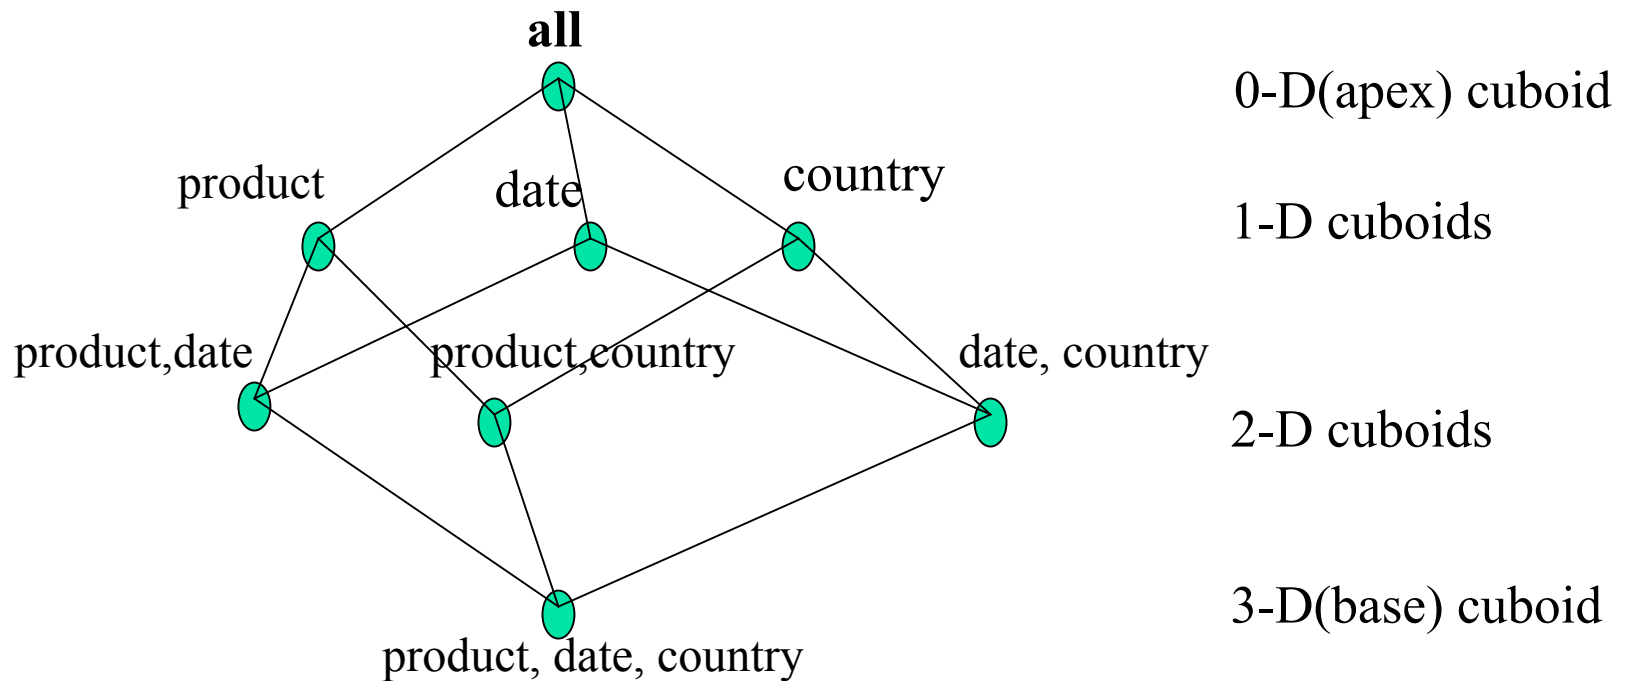 all
0-D(apex) cuboid
product
date
country
1-D cuboids
product,date
product,country
date, country
2-D cuboids
3-D(base) cuboid
product, date, country